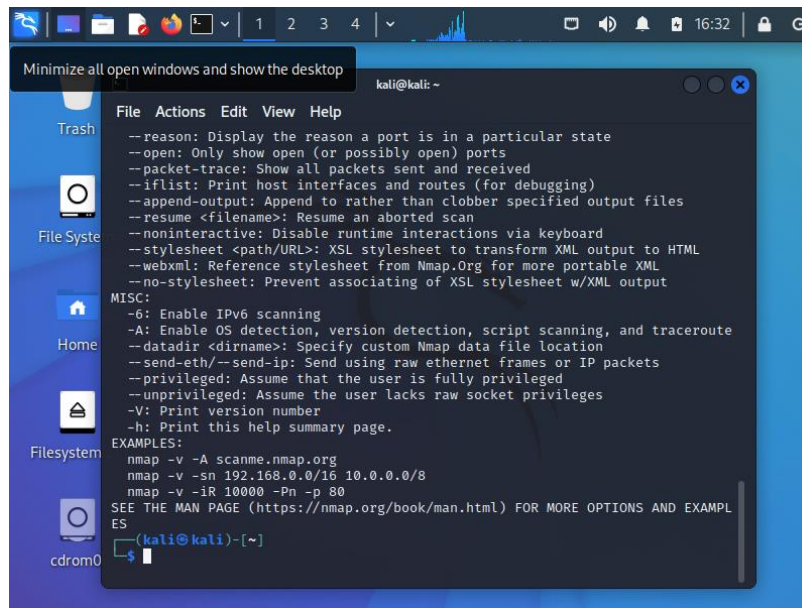 1 2 3 4 16:32
Minimize all open windows and show the desktop
kali@kali: ~
File Actions Edit View Help
Trash
File Syste
Home
Filesystem
cdrom0
--reason: Display the reason a port is in a particular state
--open: Only show open (or possibly open) ports
--packet-trace: Show all packets sent and received
--iflist: Print host interfaces and routes (for debugging)
--append-output: Append to rather than clobber specified output files
--resume <filename>: Resume an aborted scan
--noninteractive: Disable runtime interactions via keyboard
--stylesheet <path/URL>: XSL stylesheet to transform XML output to HTML
--webxml: Reference stylesheet from Nmap.Org for more portable XML
--no-stylesheet: Prevent associating of XSL stylesheet w/XML output
MISC:
-6: Enable IPv6 scanning
-A: Enable OS detection, version detection, script scanning, and traceroute
--datadir <dirname>: Specify custom Nmap data file location
--send-eth/--send-ip: Send using raw ethernet frames or IP packets
--privileged: Assume that the user is fully privileged
--unprivileged: Assume the user lacks raw socket privileges
-V: Print version number
-h: Print this help summary page.
EXAMPLES:
nmap -v -A scanme.nmap.org
nmap -v -sn 192.168.0.0/16 10.0.0.0/8
nmap -v -iR 10000 -Pn -p 80
SEE THE MAN PAGE (https://nmap.org/book/man.html) FOR MORE OPTIONS AND EXAMPL
ES
(kali㉿kali)-[~]
$